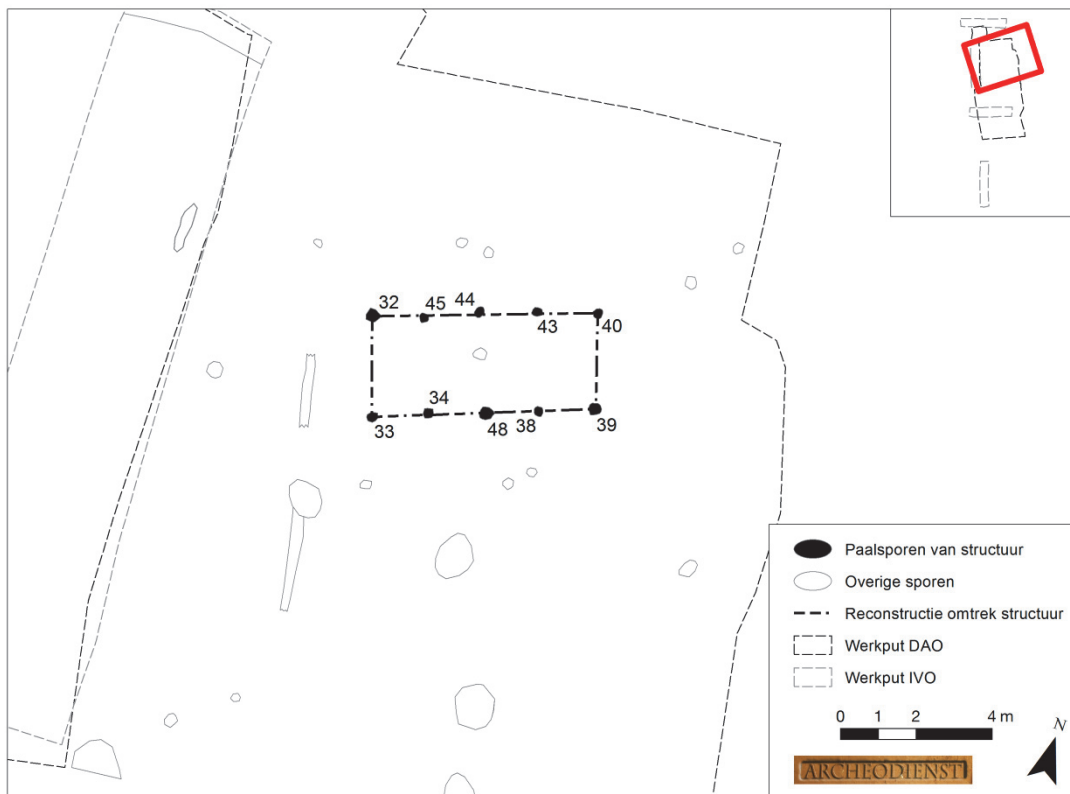 32
45
44
43
40
34
33
48
38
39
Paalsporen van structuur
Overige sporen
Reconstructie omtrek structuur
Werkput DAO
Werkput IVO
0 1 2 4 m
N
ARCHEODIENST